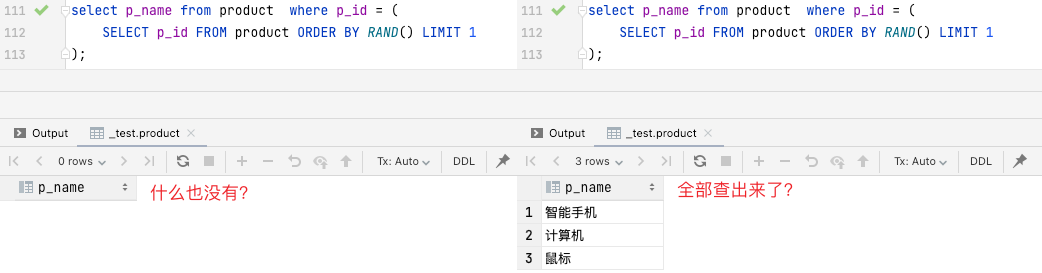 111 select p_name from product  where p_id = (
112     SELECT p_id FROM product ORDER BY RAND() LIMIT 1
113 );
Output _test.product
0 rows Tx: Auto DDL
p_name 什么也没有?
111 select p_name from product  where p_id = (
112     SELECT p_id FROM product ORDER BY RAND() LIMIT 1
113 );
Output _test.product
3 rows Tx: Auto DDL
p_name 全部查出来了?
1 智能手机
2 计算机
3 鼠标